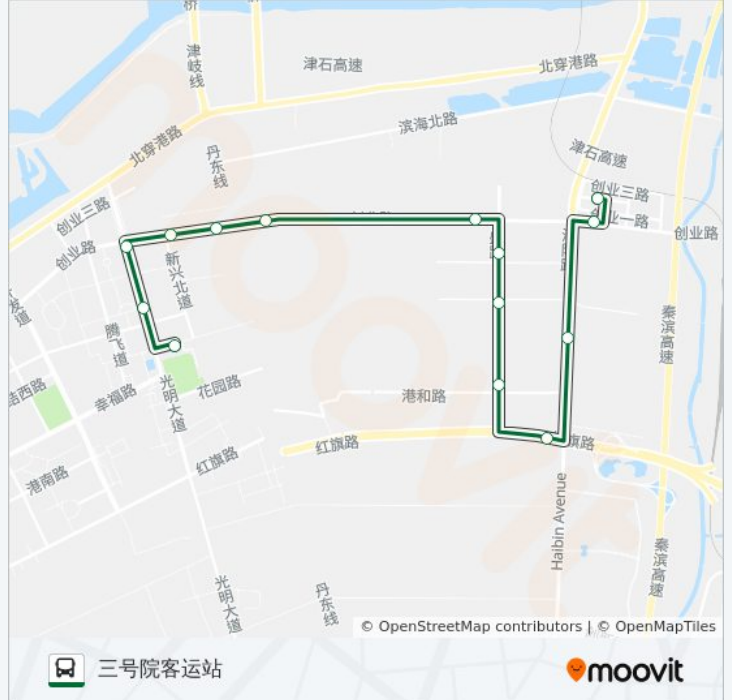 桥
津岐线
津石高速
北穿港路
滨海北路
北穿港路
丹东线
津石高速
创业三路
创业三路
业一路
创业路
创业路
新兴北道
发道
秦滨高速
腾飞道
幸福路
光明大道
花园路
港和路
西路
红旗路
旗路
红旗路
港南路
Haibin Avenue
秦滨高速
光明大道
丹东线
© OpenStreetMap contributors | © OpenMapTiles
三号院客运站
moovit